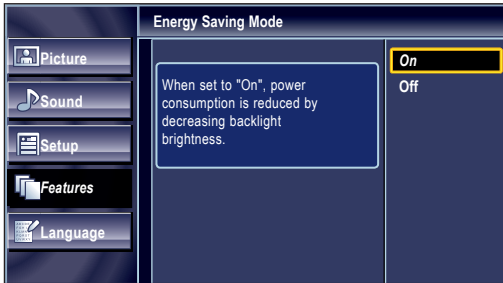 Energy Saving Mode
Picture
Sound
Setup
Features
Language
When set to "On", power
consumption is reduced by
decreasing backlight
brightness.
On
Off